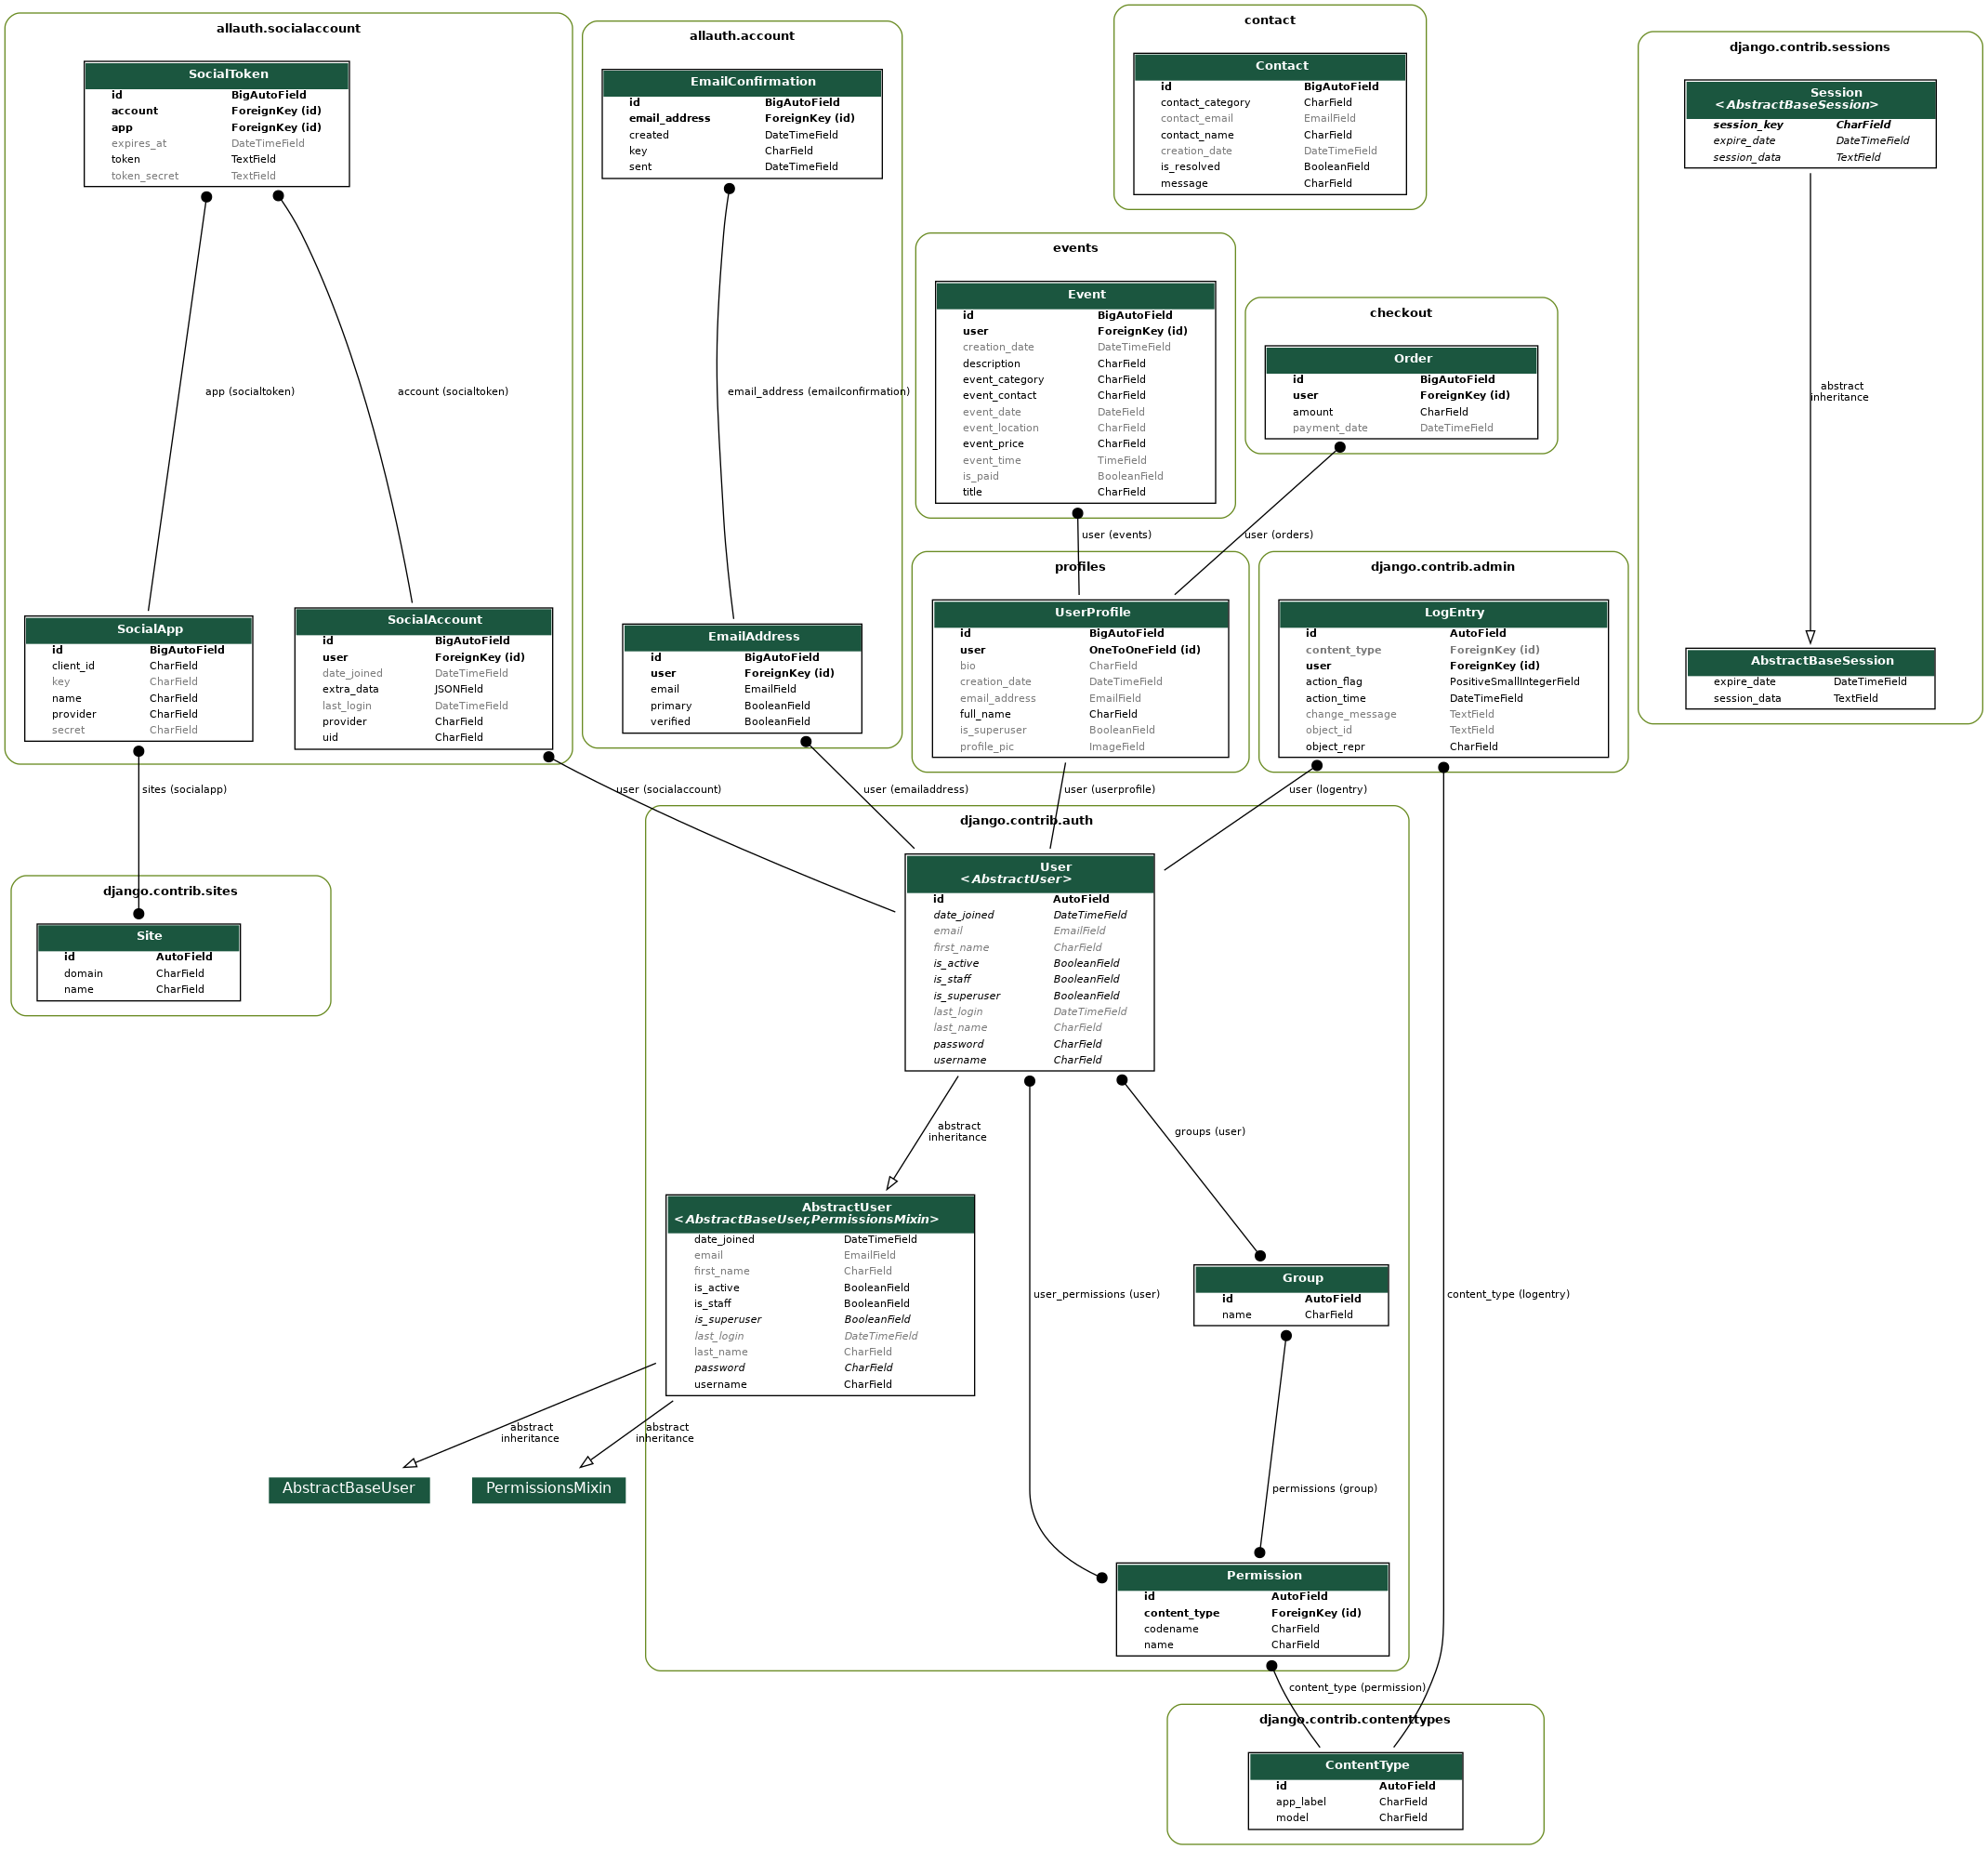 allauth.socialaccount
SocialToken
id BigAutoField
account ForeignKey (id)
app ForeignKey (id)
expires_at DateTimeField
token TextField
token_secret TextField
app (socialtoken)
account (socialtoken)
SocialApp
id BigAutoField
client_id CharField
key CharField
name CharField
provider CharField
secret CharField
SocialAccount
id BigAutoField
user ForeignKey (id)
date_joined DateTimeField
extra_data JSONField
last_login DateTimeField
provider CharField
uid CharField
allauth.account
EmailConfirmation
id BigAutoField
email_address ForeignKey (id)
created DateTimeField
key CharField
sent DateTimeField
email_address (emailconfirmation)
EmailAddress
id BigAutoField
user ForeignKey (id)
email EmailField
primary BooleanField
verified BooleanField
contact
Contact
id BigAutoField
contact_category CharField
contact_email EmailField
contact_name CharField
creation_date DateTimeField
is_resolved BooleanField
message CharField
events
Event
id BigAutoField
user ForeignKey (id)
creation_date DateTimeField
description CharField
event_category CharField
event_contact CharField
event_date DateField
event_location CharField
event_price CharField
event_time TimeField
is_paid BooleanField
title CharField
checkout
Order
id BigAutoField
user ForeignKey (id)
amount CharField
payment_date DateTimeField
user (events)
user (orders)
profiles
UserProfile
id BigAutoField
user OneToOneField (id)
bio CharField
creation_date DateTimeField
email_address EmailField
full_name CharField
is_superuser BooleanField
profile_pic ImageField
django.contrib.admin
LogEntry
id AutoField
content_type ForeignKey (id)
user ForeignKey (id)
action_flag PositiveSmallIntegerField
action_time DateTimeField
change_message TextField
object_id TextField
object_repr CharField
django.contrib.sessions
Session
<AbstractBaseSession>
session_key CharField
expire_date DateTimeField
session_data TextField
abstract
inheritance
AbstractBaseSession
expire_date DateTimeField
session_data TextField
sites (socialapp)
user (socialaccount)
user (emailaddress)
user (userprofile)
user (logentry)
django.contrib.sites
Site
id AutoField
domain CharField
name CharField
django.contrib.auth
User
<AbstractUser>
id AutoField
date_joined DateTimeField
email EmailField
first_name CharField
is_active BooleanField
is_staff BooleanField
is_superuser BooleanField
last_login DateTimeField
last_name CharField
password CharField
username CharField
abstract
inheritance
groups (user)
AbstractUser
<AbstractBaseUser,PermissionsMixin>
date_joined DateTimeField
email EmailField
first_name CharField
is_active BooleanField
is_staff BooleanField
is_superuser BooleanField
last_login DateTimeField
last_name CharField
password CharField
username CharField
user_permissions (user)
Group
id AutoField
name CharField
content_type (logentry)
abstract
inheritance
abstract
inheritance
AbstractBaseUser
PermissionsMixin
permissions (group)
Permission
id AutoField
content_type ForeignKey (id)
codename CharField
name CharField
content_type (permission)
django.contrib.contenttypes
ContentType
id AutoField
app_label CharField
model CharField